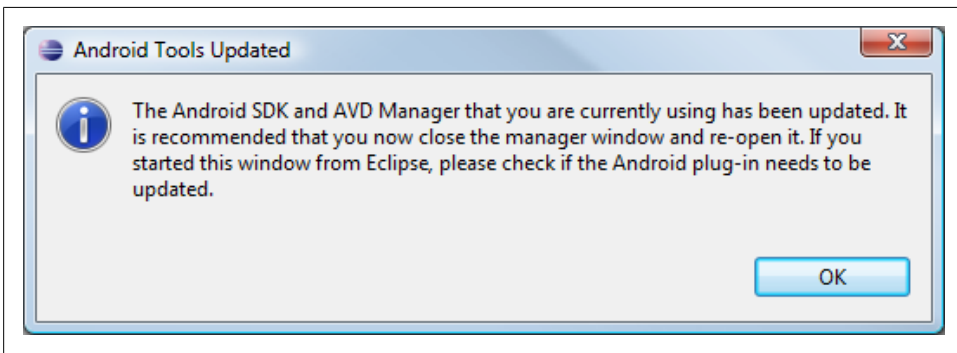 Android Tools Updated
The Android SDK and AVD Manager that you are currently using has been updated. It
is recommended that you now close the manager window and re-open it. If you
started this window from Eclipse, please check if the Android plug-in needs to be
updated.
OK